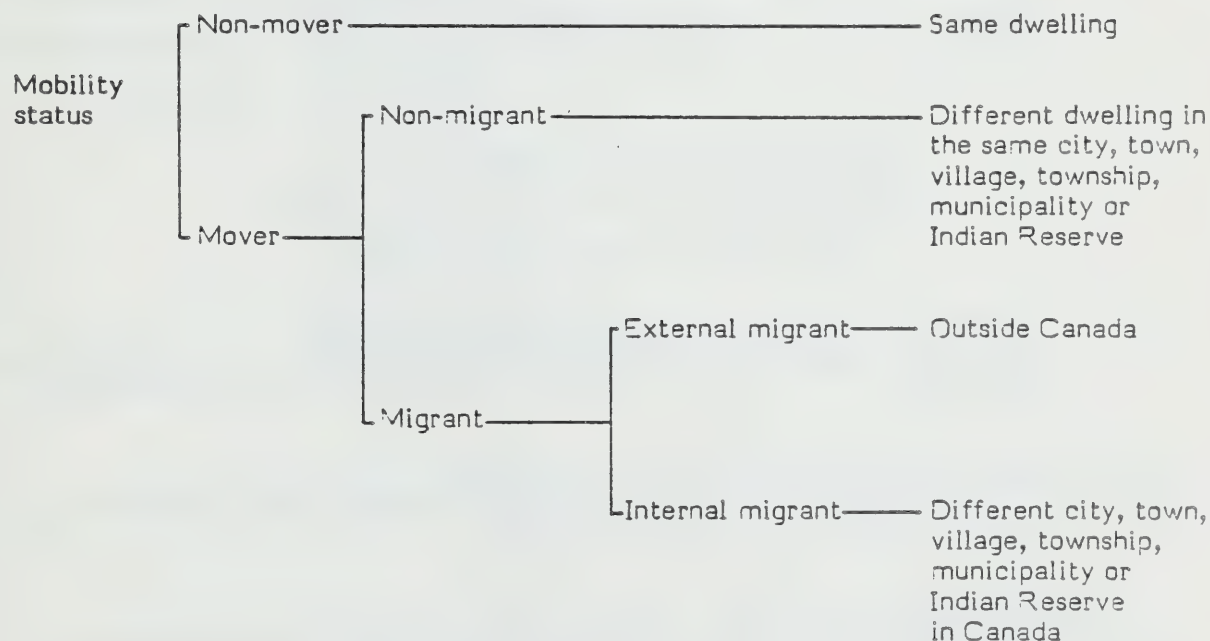 Non-mover
Same dwelling
Mobility
status
Non-migrant
Different dwelling in
the same city, town,
village, township,
municipality or
Indian Reserve
Mover
External migrant
Outside Canada
Migrant
Internal migrant
Different city, town,
village, township,
municipality or
Indian Reserve
in Canada